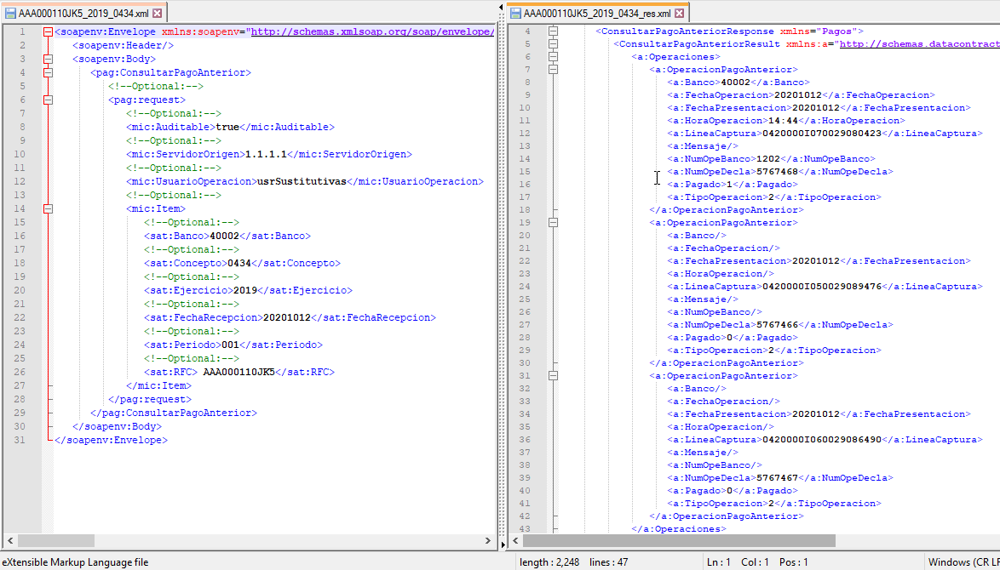 AAA000110JK5_2019_0434.xml
1 <soapenv:Envelope xmlns:soapenv="http://schemas.xmlsoap.org/soap/envelope/
2 <soapenv:Header/>
3 <soapenv:Body>
4 <pag:ConsultarPagoAnterior>
5 <!--Optional:-->
6 <pag:request>
7 <!--Optional:-->
8 <mic:Auditable>true</mic:Auditable>
9 <!--Optional:-->
10 <mic:ServidorOrigen>1.1.1.1</mic:ServidorOrigen>
11 <!--Optional:-->
12 <mic:UsuarioOperacion>usrSustitutivas</mic:UsuarioOperacion>
13 <!--Optional:-->
14 <mic:Item>
15 <!--Optional:-->
16 <sat:Banco>40002</sat:Banco>
17 <!--Optional:-->
18 <sat:Concepto>0434</sat:Concepto>
19 <!--Optional:-->
20 <sat:Ejercicio>2019</sat:Ejercicio>
21 <!--Optional:-->
22 <sat:FechaRecepcion>20201012</sat:FechaRecepcion>
23 <!--Optional:-->
24 <sat:Periodo>001</sat:Periodo>
25 <!--Optional:-->
26 <sat:RFC> AAA000110JK5</sat:RFC>
27 </mic:Item>
28 </pag:request>
29 </pag:ConsultarPagoAnterior>
30 </soapenv:Body>
31 </soapenv:Envelope>
AAA000110JK5_2019_0434_res.xml
4 <ConsultarPagoAnteriorResponse xmlns="Pagos">
5 <ConsultarPagoAnteriorResult xmlns:a="http://schemas.datacontract
6 <a:Operaciones>
7 <a:OperacionPagoAnterior>
8 <a:Banco>40002</a:Banco>
9 <a:FechaOperacion>20201012</a:FechaOperacion>
10 <a:FechaPresentacion>20201012</a:FechaPresentacion>
11 <a:HoraOperacion>14:44</a:HoraOperacion>
12 <a:LineaCaptura>0420000I070029080423</a:LineaCaptura>
13 <a:Mensaje/>
14 <a:NumOpeBanco>1202</a:NumOpeBanco>
15 <a:NumOpeDecla>5767468</a:NumOpeDecla>
16 <a:Pagado>1</a:Pagado>
17 <a:TipoOperacion>2</a:TipoOperacion>
18 </a:OperacionPagoAnterior>
19 <a:OperacionPagoAnterior>
20 <a:Banco/>
21 <a:FechaOperacion/>
22 <a:FechaPresentacion>20201012</a:FechaPresentacion>
23 <a:HoraOperacion/>
24 <a:LineaCaptura>0420000I050029089476</a:LineaCaptura>
25 <a:Mensaje/>
26 <a:NumOpeBanco/>
27 <a:NumOpeDecla>5767466</a:NumOpeDecla>
28 <a:Pagado>0</a:Pagado>
29 <a:TipoOperacion>2</a:TipoOperacion>
30 </a:OperacionPagoAnterior>
31 <a:OperacionPagoAnterior>
32 <a:Banco/>
33 <a:FechaOperacion/>
34 <a:FechaPresentacion>20201012</a:FechaPresentacion>
35 <a:HoraOperacion/>
36 <a:LineaCaptura>0420000I060029086490</a:LineaCaptura>
37 <a:Mensaje/>
38 <a:NumOpeBanco/>
39 <a:NumOpeDecla>5767467</a:NumOpeDecla>
40 <a:Pagado>0</a:Pagado>
41 <a:TipoOperacion>2</a:TipoOperacion>
42 </a:OperacionPagoAnterior>
43 </a:Operaciones>
eXtensible Markup Language file length : 2,248 lines : 47 Ln : 1 Col : 1 Pos : 1 Windows (CR LF